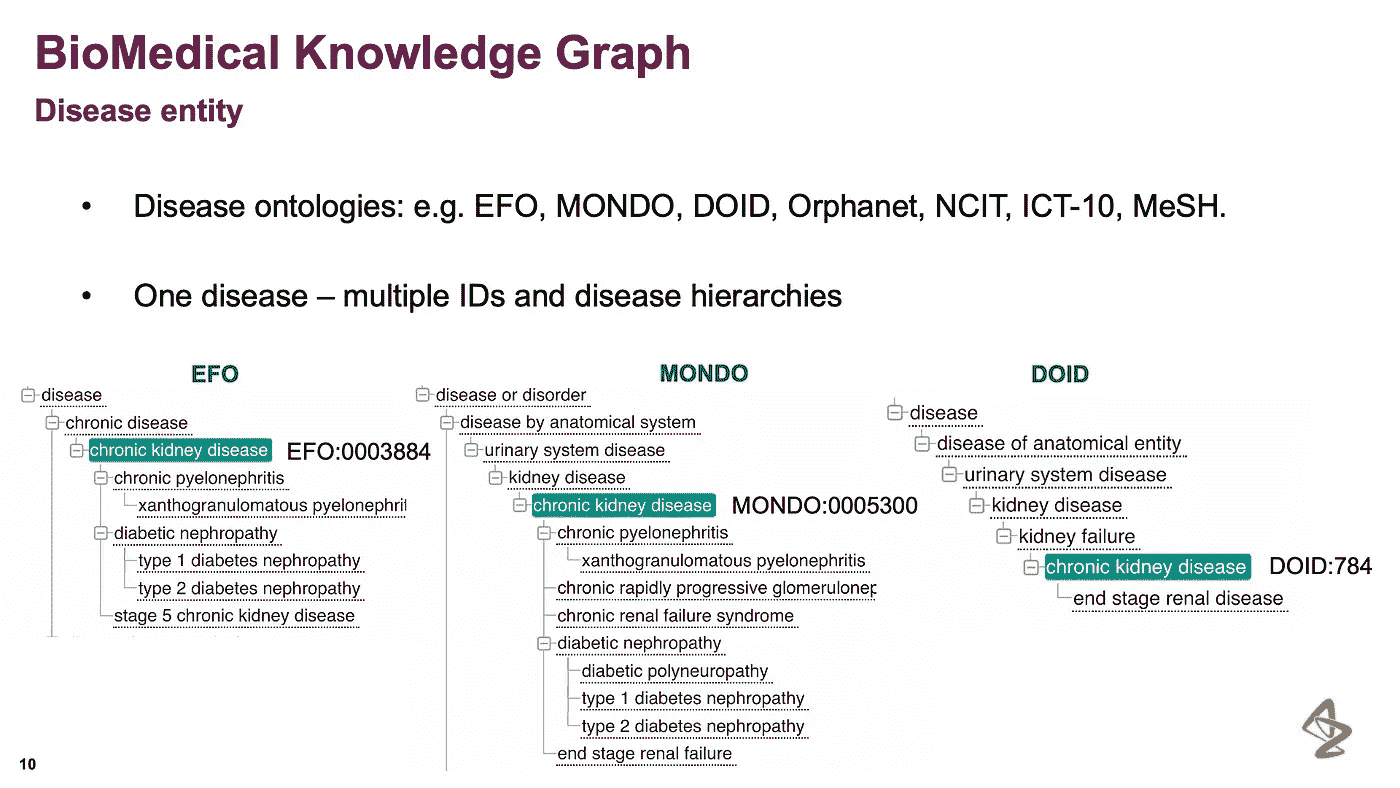 BioMedical Knowledge Graph
Disease entity
• Disease ontologies: e.g. EFO, MONDO, DOID, Orphanet, NCIT, ICT-10, MeSH.
• One disease – multiple IDs and disease hierarchies
EFO
disease
chronic disease
chronic kidney disease EFO:0003884
chronic pyelonephritis
xanthogranulomatous pyelonephrit
diabetic nephropathy
type 1 diabetes nephropathy
type 2 diabetes nephropathy
stage 5 chronic kidney disease
MONDO
disease or disorder
disease by anatomical system
urinary system disease
kidney disease
chronic kidney disease MONDO:0005300
chronic pyelonephritis
xanthogranulomatous pyelonephritis
chronic rapidly progressive glomerulonep
chronic renal failure syndrome
diabetic nephropathy
diabetic polyneuropathy
type 1 diabetes nephropathy
type 2 diabetes nephropathy
end stage renal failure
DOID
disease
disease of anatomical entity
urinary system disease
kidney disease
kidney failure
chronic kidney disease DOID:784
end stage renal disease
10